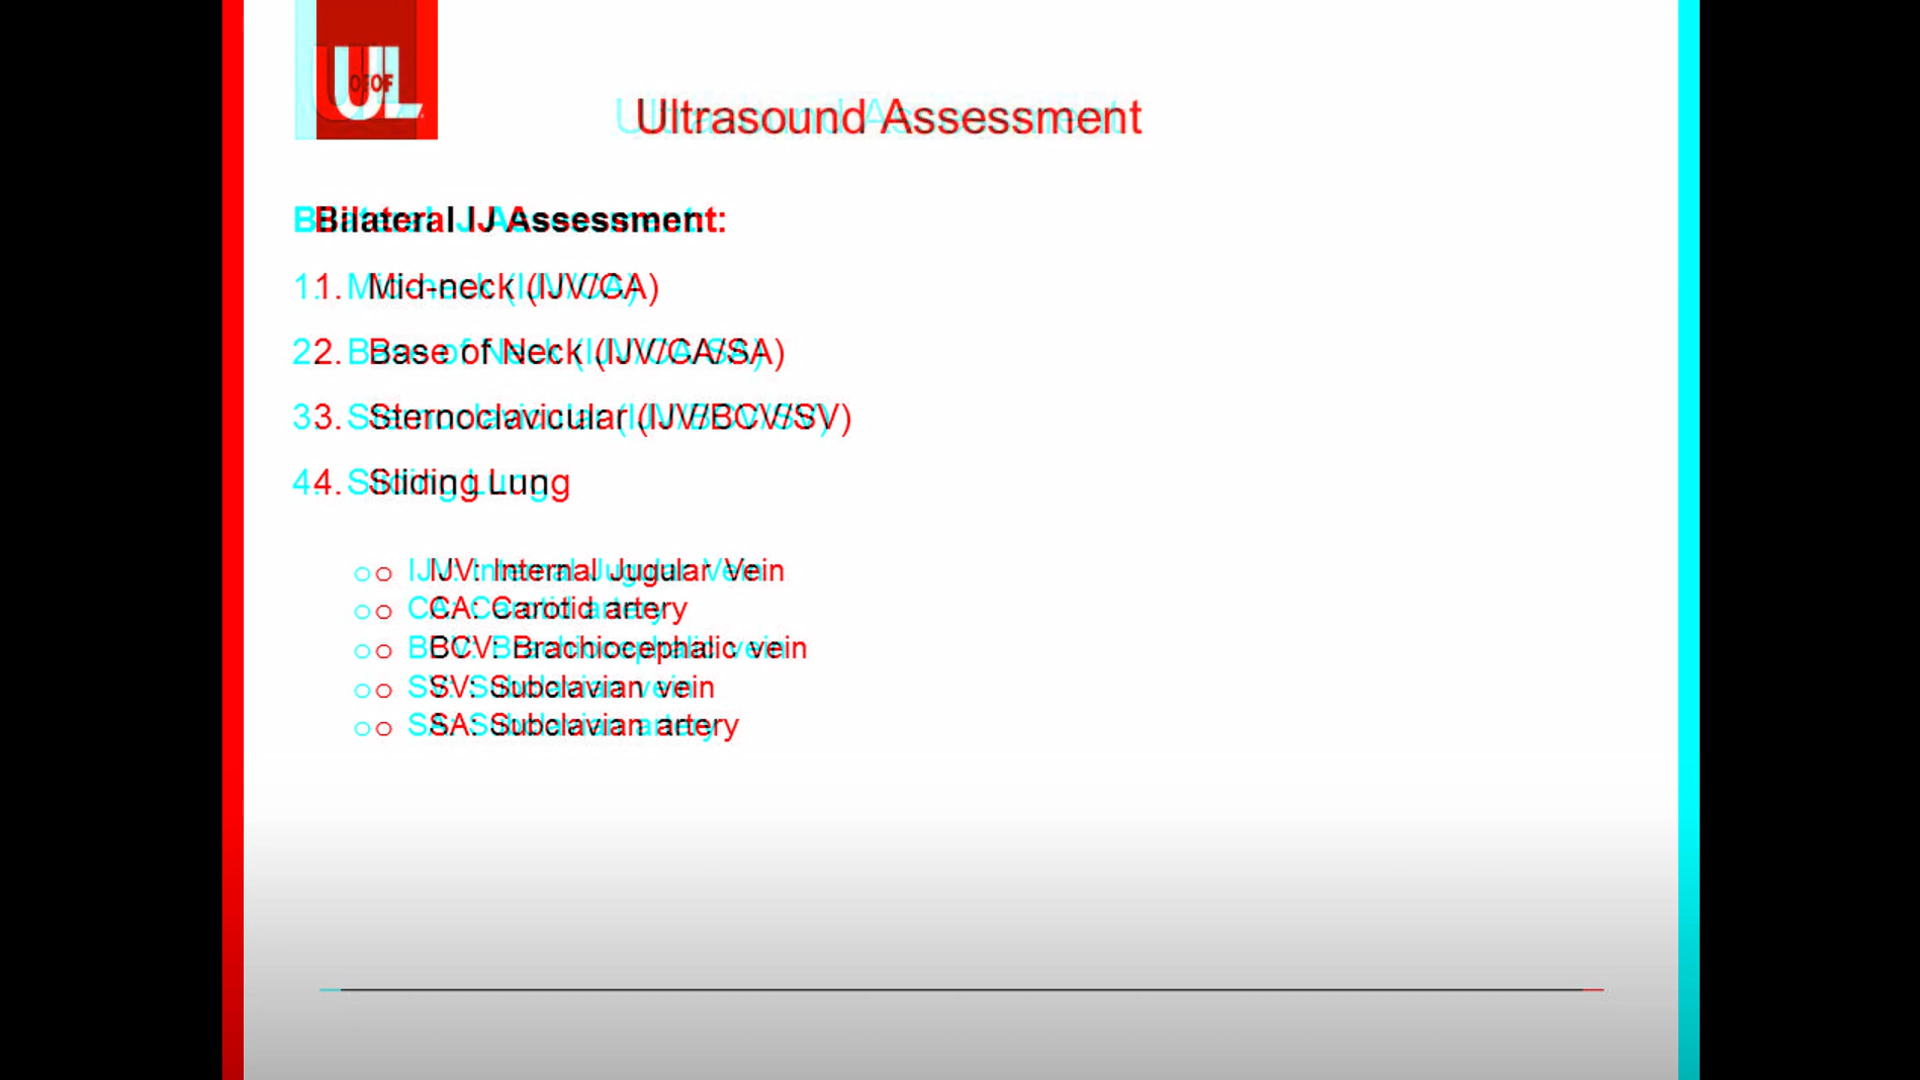 UofL
Ultrasound Assessment
Bilateral IJ Assessment:
1. Mid-neck (IJV/CA)
2. Base of Neck (IJV/CA/SA)
3. Sternoclavicular (IJV/BCV/SV)
4. Sliding Lung
o IJV: Internal Jugular Vein
o CA: Carotid artery
o BCV: Brachiocephalic vein
o SV: Subclavian vein
o SA: Subclavian artery